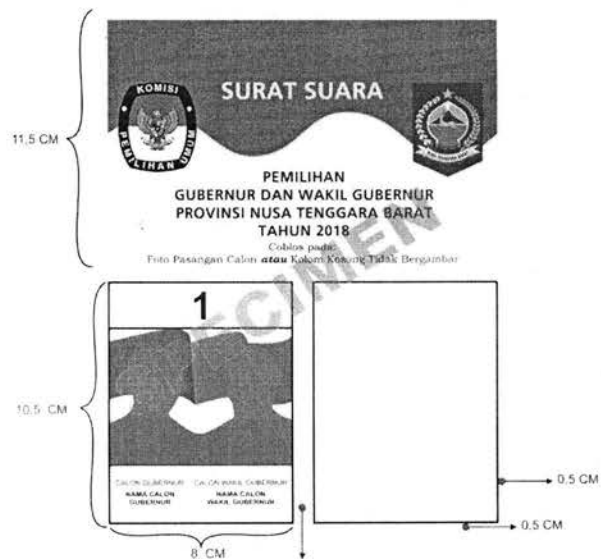 KOMISI
PEMILIHAN UMUM
SURAT SUARA
11,5 CM
PEMILIHAN
GUBERNUR DAN WAKIL GUBERNUR
PROVINSI NUSA TENGGARA BARAT
TAHUN 2018
Coblos pada:
Foto Pasangan Calon atau Kolom Kosong Tidak Bergambar
SPECIMEN
1
10,5 CM
CALON GUBERNUR CALON WAKIL GUBERNUR
NAMA CALON GUBERNUR
NAMA CALON WAKIL GUBERNUR
0.5 CM
0.5 CM
8 CM